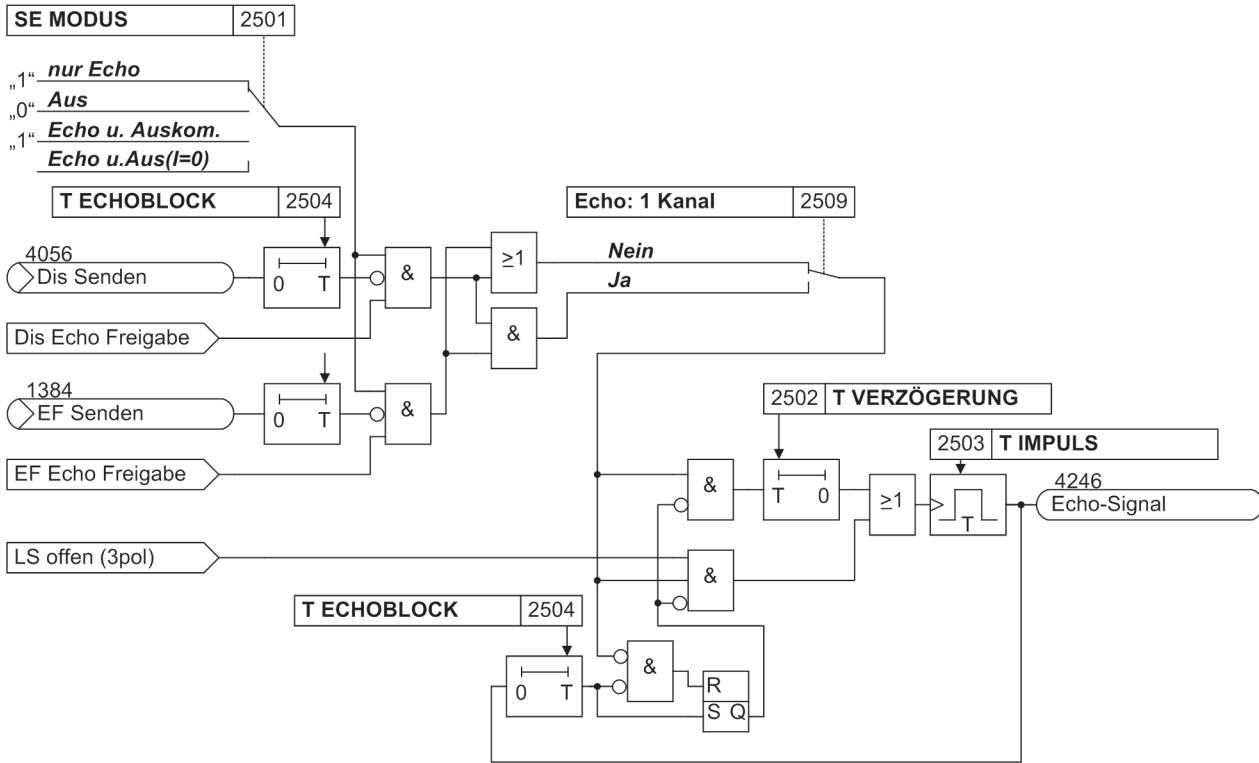 SE MODUS 2501
„1“ nur Echo
„0“ Aus
„1“ Echo u. Auskom.
Echo u.Aus(I=0)
T ECHOBLOCK 2504
Echo: 1 Kanal 2509
4056
Dis Senden
0 T
&
≥1
Nein
Ja
Dis Echo Freigabe
&
1384
EF Senden
0 T
&
2502 T VERZÖGERUNG
EF Echo Freigabe
2503 T IMPULS
&
T 0
≥1
T
4246
Echo-Signal
LS offen (3pol)
&
T ECHOBLOCK 2504
0 T
&
R
S Q